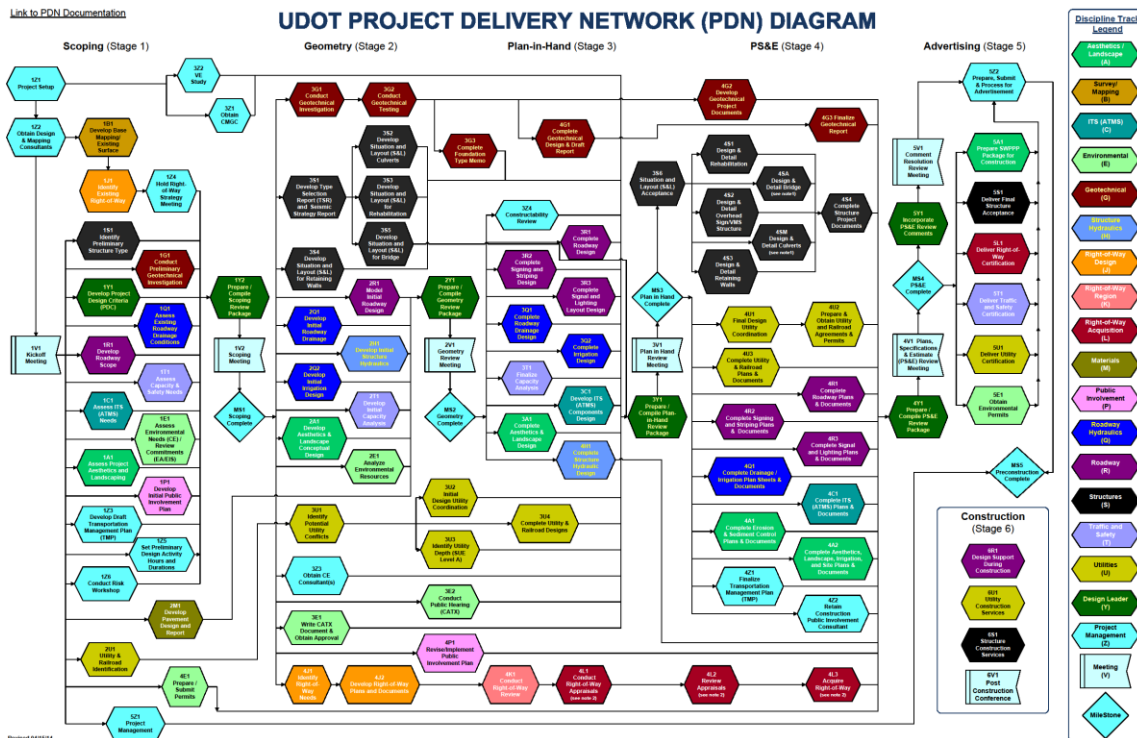 Link to PDN Documentation
UDOT PROJECT DELIVERY NETWORK (PDN) DIAGRAM
Scoping (Stage 1)
Geometry (Stage 2)
Plan-in-Hand (Stage 3)
PS&E (Stage 4)
Advertising (Stage 5)
1Z1
Project Setup
1Z2
Obtain Design
& Mapping
Consultants
1B1
Develop Base
Mapping/
Existing
Surface
1J1
Identify
Existing
Right-of-Way
1Z4
Hold Right-
of-Way
Strategy
Meeting
1S1
Identify
Preliminary
Structure Type
1G1
Conduct
Preliminary
Geotechnical
Investigation
1Y1
Develop Project
Design Criteria
(PDC)
1Q1
Assess
Existing
Roadway
Drainage
Conditions
1V1
Kickoff
Meeting
1R1
Develop
Roadway
Scope
1T1
Assess
Capacity
& Safety Needs
1C1
Assess ITS
(ATMS)
Needs
1E1
Assess
Environmental
Needs (CE) /
Review
Commitments
(EA/EIS)
1A1
Assess Project
Aesthetics and
Landscaping
1P1
Develop
Initial Public
Involvement
Plan
1Z3
Develop Draft
Transportation
Management Plan
(TMP)
1Z5
Set Preliminary
Design Activity
Hours and
Durations
1Z6
Conduct Risk
Workshop
2M1
Develop
Pavement
Design and
Report
2U1
Utility &
Railroad
Identification
4E1
Prepare /
Submit
Permits
5Z1
Project
Management
3Z2
VE
Study
3Z1
Obtain
CMGC
1Y2
Prepare /
Compile
Scoping
Review
Package
1V2
Scoping
Meeting
MS1
Scoping
Complete
3G1
Conduct
Geotechnical
Investigation
3G2
Conduct
Geotechnical
Testing
3G3
Complete
Foundation
Type Memo
3S2
Develop
Situation and
Layout (S&L)
Culverts
3S1
Develop Type
Selection
Report (TSR)
and Seismic
Strategy Report
3S3
Develop
Situation and
Layout (S&L)
for
Rehabilitation
3S4
Develop
Situation and
Layout (S&L) for
Retaining Walls
3S5
Develop
Situation and
Layout (S&L)
for Bridge
2R1
Model
Initial
Roadway
Design
2Q1
Develop
Initial
Roadway
Drainage
2H1
Develop Initial
Structure
Hydraulics
2Q2
Develop
Initial
Irrigation
Design
2T1
Develop
Initial
Capacity
Analysis
2A1
Develop
Aesthetics &
Landscape
Conceptual
Design
2E1
Analyze
Environmental
Resources
3U2
Initial
Design Utility
Coordination
3U1
Identify
Potential
Utility
Conflicts
3U3
Identify Utility
Depth (SUE
Level A)
3Z3
Obtain CE
Consultant(s)
3E2
Conduct
Public Hearing
(CATX)
3E1
Write CATX
Document &
Obtain Approval
4P1
Revise/Implement
Public
Involvement Plan
4J1
Identify
Right-of-
Way
Needs
4J2
Develop Right-of-Way
Plans and Documents
2Y1
Prepare /
Compile
Geometry
Review
Package
2V1
Geometry
Review
Meeting
MS2
Geometry
Complete
4G1
Complete
Geotechnical
Design & Draft
Report
3Z4
Constructability
Review
3R1
Complete
Roadway
Design
3R2
Complete
Signing and
Striping Design
3R3
Complete
Signal and
Lighting Layout
Design
3Q1
Complete
Roadway
Drainage
Design
3Q2
Complete
Irrigation
Design
3T1
Finalize
Capacity
Analysis
3C1
Develop ITS
(ATMS)
Components
Design
3A1
Complete
Aesthetics &
Landscape
Design
4H1
Complete
Structure
Hydraulic
Design
3U4
Complete Utility &
Railroad Designs
4K1
Conduct
Right-of-Way
Review
4L1
Conduct
Right-of-Way
Appraisals
(see note 2)
3S6
Situation and
Layout (S&L)
Acceptance
MS3
Plan in Hand
Complete
3V1
Plan in Hand
Review
Meeting
3Y1
Prepare /
Compile Plan-
in-Hand
Review
Package
4G2
Develop
Geotechnical
Project
Documents
4G3 Finalize
Geotechnical
Report
4S1
Design &
Detail
Rehabilitation
4SA
Design &
Detail Bridge
(see note1)
4S2
Design &
Detail
Overhead
Sign/VMS
Structure
4S4
Complete
Structure
Project
Documents
4SM
Design &
Detail Culverts
(see note1)
4S3
Design &
Detail
Retaining
Walls
4U1
Final Design
Utility
Coordination
4U2
Prepare &
Obtain Utility
and Railroad
Agreements &
Permits
4U3
Complete Utility
& Railroad
Plans &
Documents
4R1
Complete
Roadway Plans
& Documents
4R2
Complete Signing
and Striping Plans
& Documents
4R3
Complete Signal
and Lighting Plans
& Documents
4Q1
Complete Drainage /
Irrigation Plan Sheets &
Documents
4C1
Complete ITS
(ATMS) Plans &
Documents
4A1
Complete Erosion
& Sediment Control
Plans & Documents
4A2
Complete Aesthetics,
Landscape, Irrigation,
and Site Plans &
Documents
4Z1
Finalize
Transportation
Management Plan
(TMP)
4Z2
Retain
Construction
Public Involvement
Consultant
4L2
Review
Appraisals
(see note 2)
4L3
Acquire
Right-of-Way
(see note 2)
5Z2
Prepare, Submit
& Process for
Advertisement
5V1
Comment
Resolution
Review
Meeting
5A1
Prepare SWPPP
Package for
Construction
5S1
Deliver Final
Structure
Acceptance
5Y1
Incorporate
PS&E Review
Comments
5L1
Deliver Right-of-
Way
Certification
MS4
PS&E
Complete
5T1
Deliver Traffic
and Safety
Certification
4V1 Plans,
Specifications
& Estimate
(PS&E) Review
Meeting
5U1
Deliver Utility
Certification
4Y1
Prepare /
Compile PS&E
Review
Package
5E1
Obtain
Environmental
Permits
MS5
Preconstruction
Complete
Construction
(Stage 6)
6R1
Design Support
During
Construction
6U1
Utility
Construction
Services
6S1
Structure
Construction
Services
6V1
Post
Construction
Conference
Discipline Track
Legend
Aesthetics /
Landscape
(A)
Survey/
Mapping
(B)
ITS (ATMS)
(C)
Environmental
(E)
Geotechnical
(G)
Structure
Hydraulics
(H)
Right-of-Way
Design
(J)
Right-of-Way
Region
(K)
Right-of-Way
Acquisition
(L)
Materials
(M)
Public
Involvement
(P)
Roadway
Hydraulics
(Q)
Roadway
(R)
Structures
(S)
Traffic and
Safety
(T)
Utilities
(U)
Design Leader
(Y)
Project
Management
(Z)
Meeting
(V)
MileStone